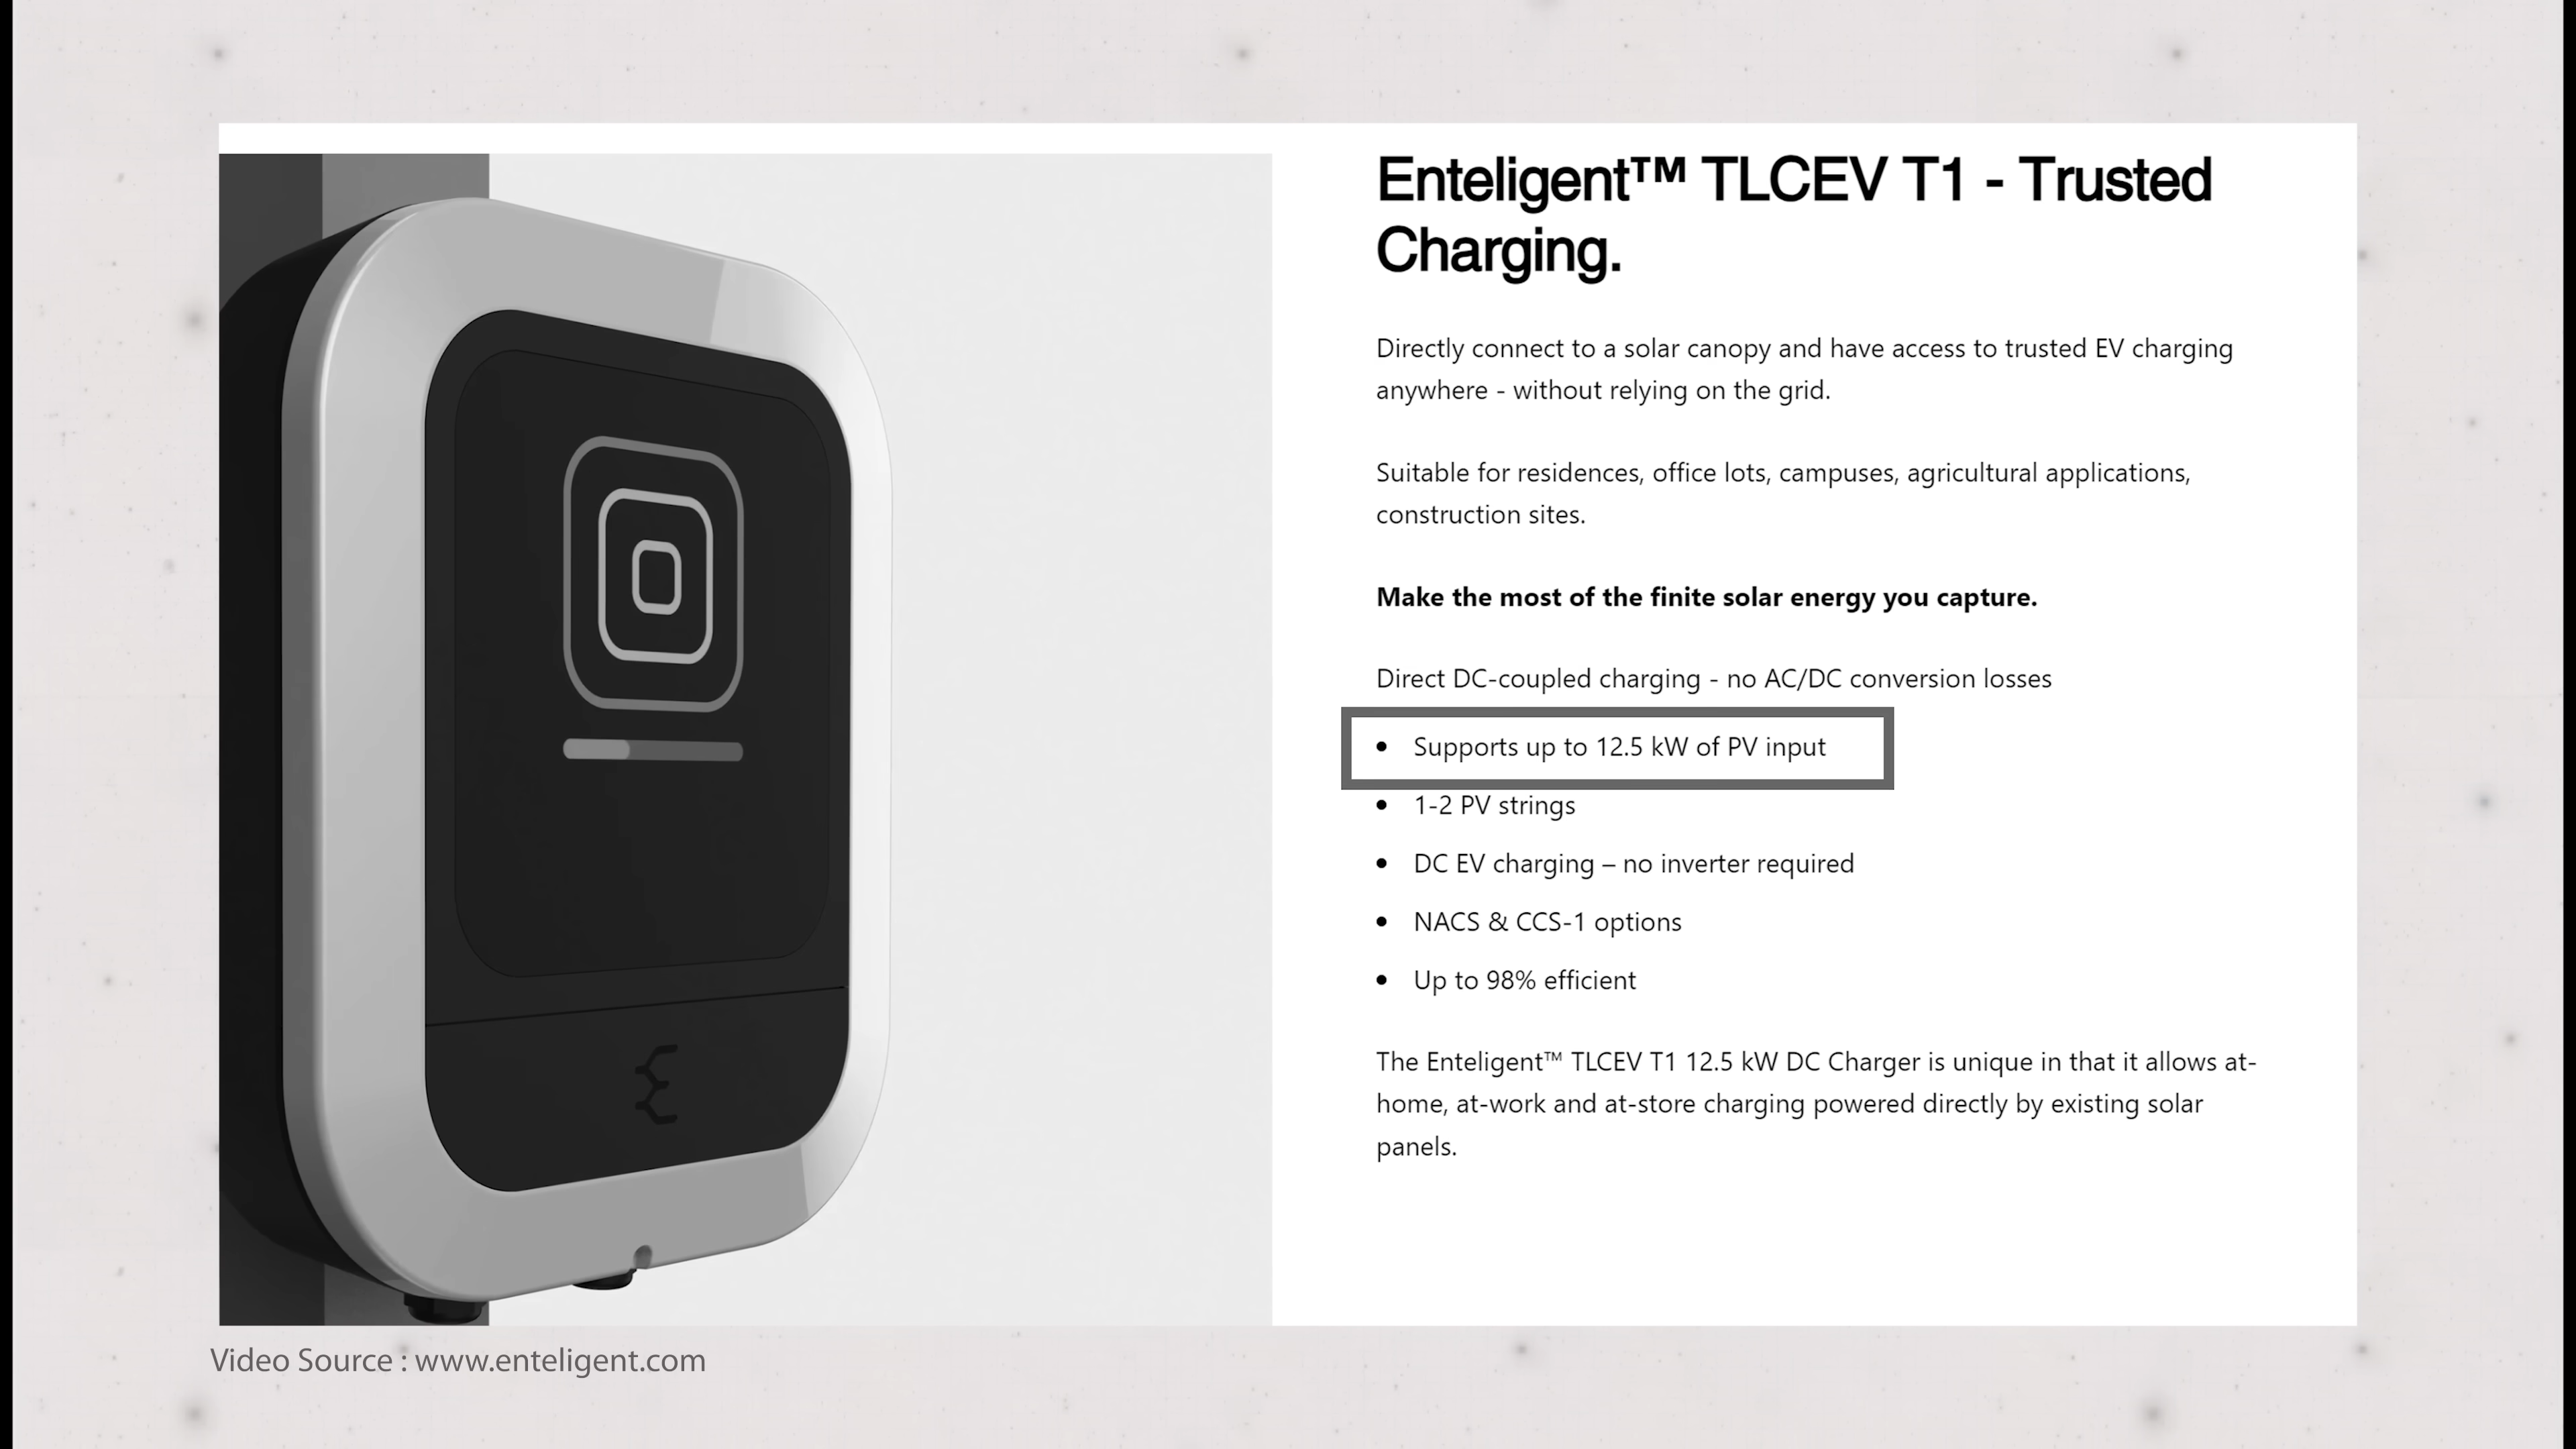 Enteligent™ TLCEV T1 - Trusted
Charging.
Directly connect to a solar canopy and have access to trusted EV charging
anywhere - without relying on the grid.
Suitable for residences, office lots, campuses, agricultural applications,
construction sites.
Make the most of the finite solar energy you capture.
Direct DC-coupled charging - no AC/DC conversion losses
• Supports up to 12.5 kW of PV input
• 1-2 PV strings
• DC EV charging – no inverter required
• NACS & CCS-1 options
• Up to 98% efficient
The Enteligent™ TLCEV T1 12.5 kW DC Charger is unique in that it allows at-
home, at-work and at-store charging powered directly by existing solar
panels.
Video Source : www.enteligent.com